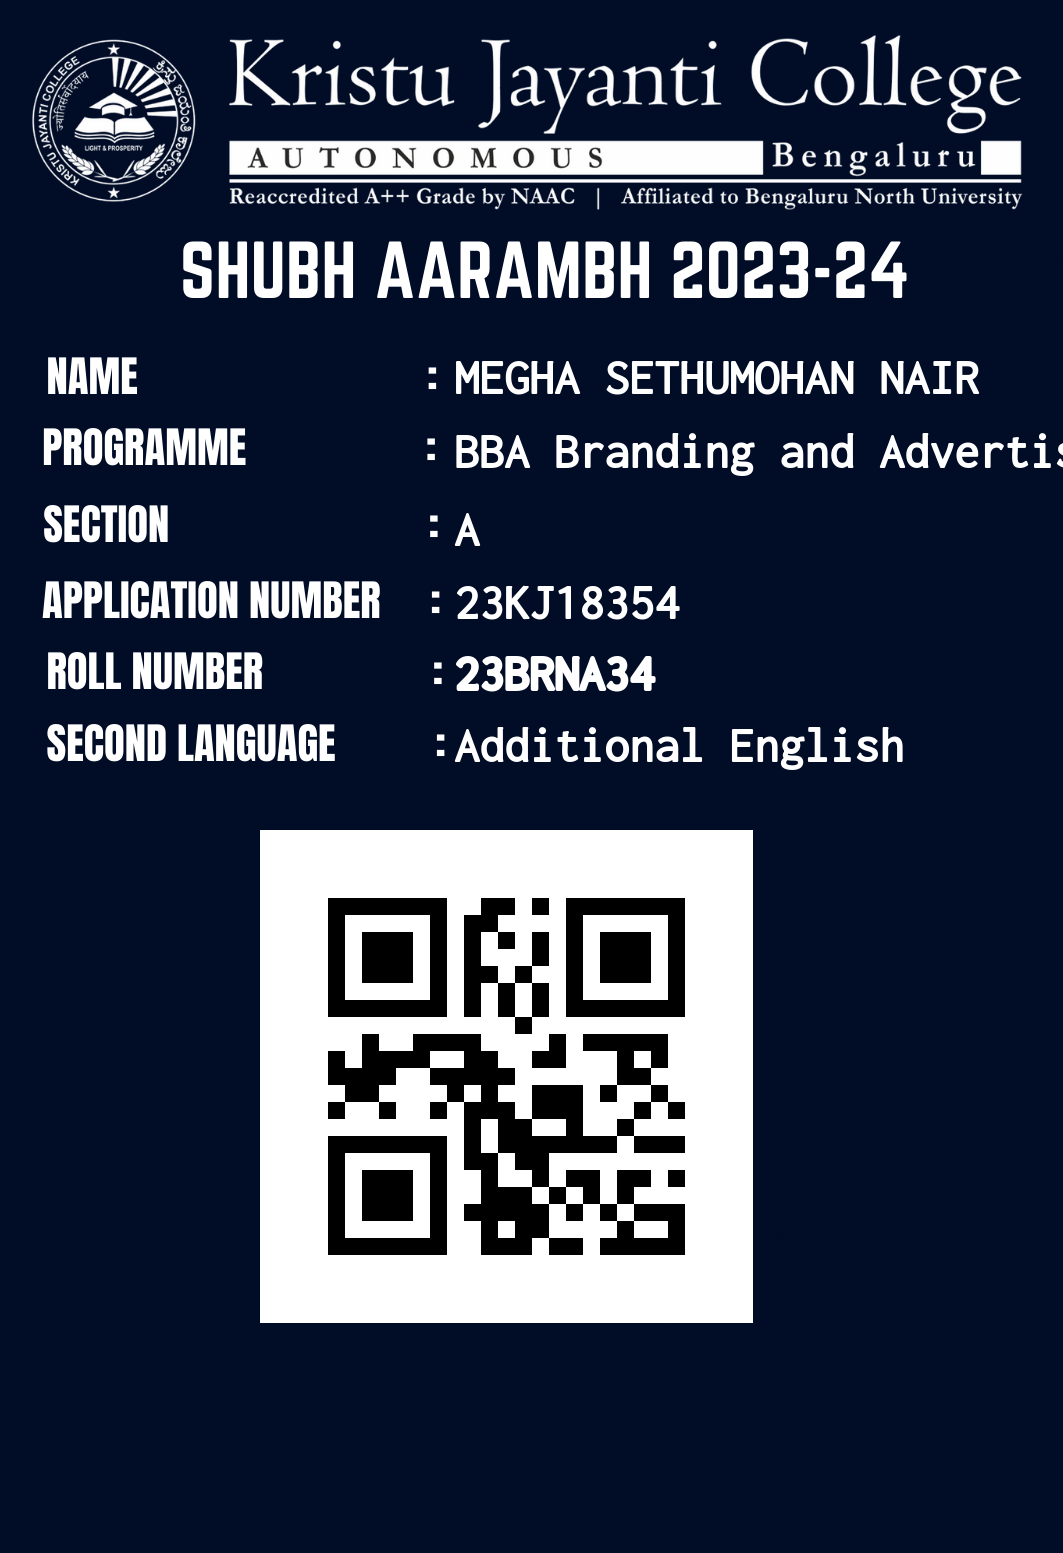 Kristu Jayanti College
AUTONOMOUS Bengaluru
Reaccredited A++ Grade by NAAC | Affiliated to Bengaluru North University
KRISTU JAYANTI COLLEGE
LIGHT & PROSPERITY
SHUBH AARAMBH 2023-24
NAME : MEGHA SETHUMOHAN NAIR
PROGRAMME : BBA Branding and Advertis
SECTION : A
APPLICATION NUMBER : 23KJ18354
ROLL NUMBER : 23BRNA34
SECOND LANGUAGE : Additional English